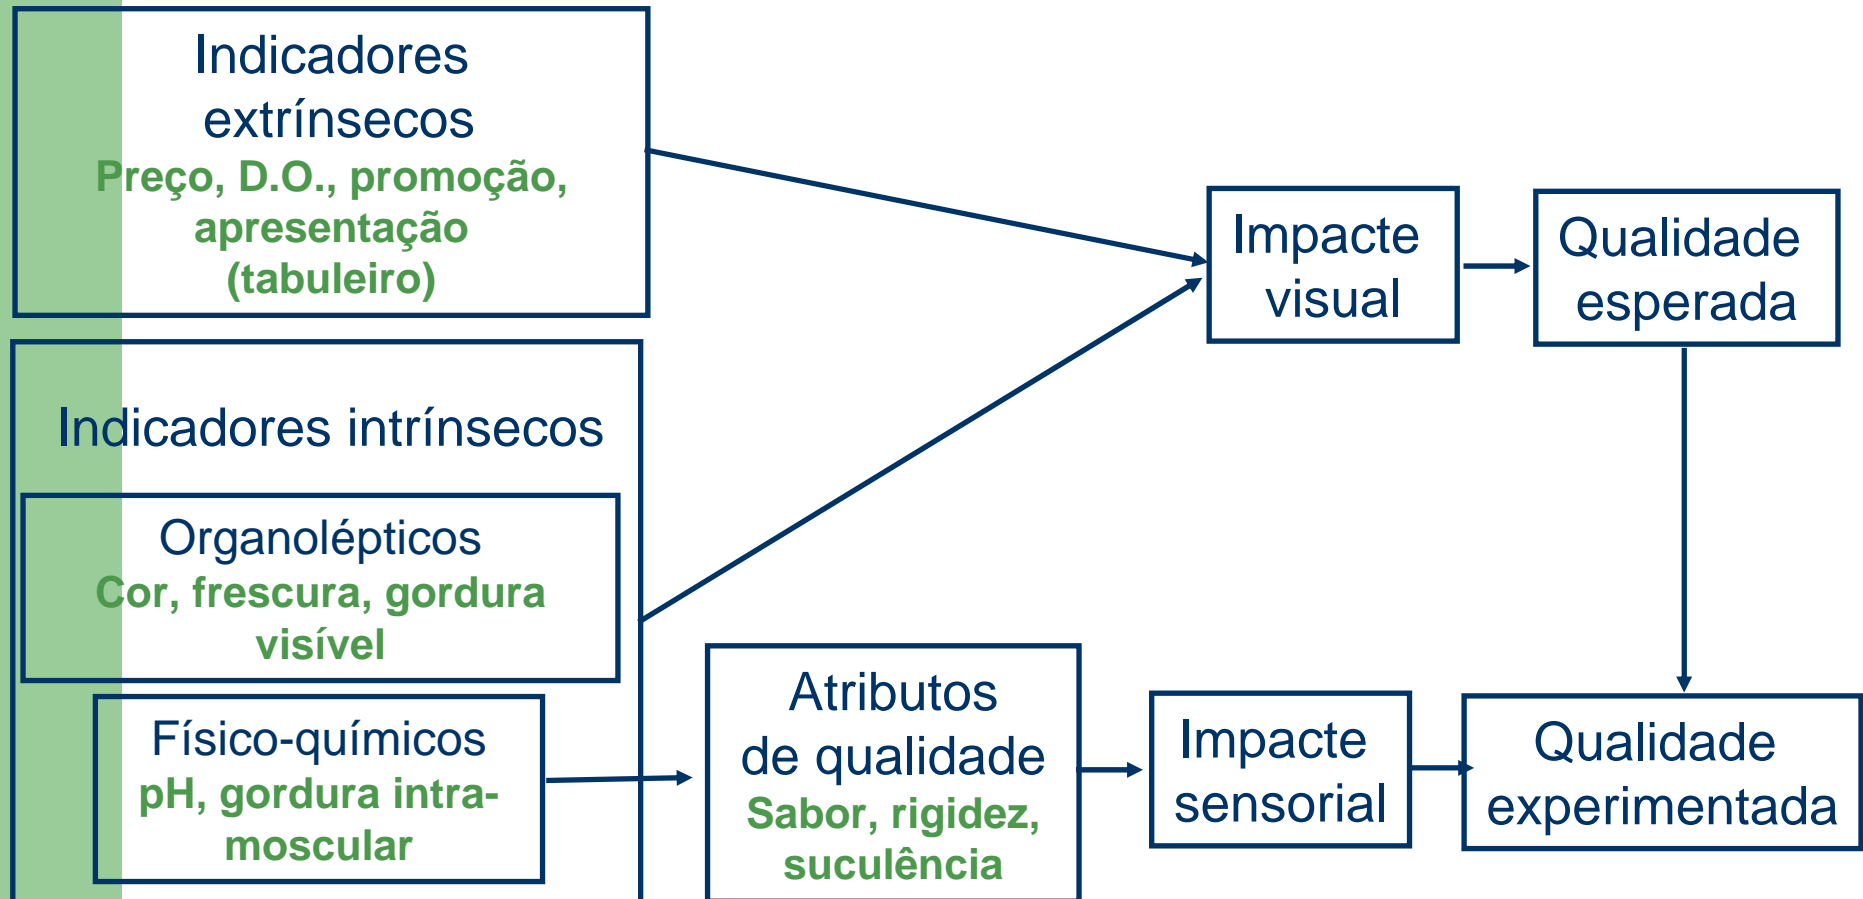 Indicadores
extrínsecos
Preço, D.O., promoção,
apresentação
(tabuleiro)
Impacte
visual
Qualidade
esperada
Indicadores intrínsecos
Organolépticos
Cor, frescura, gordura
visível
Físico-químicos
pH, gordura intra-
moscular
Atributos
de qualidade
Sabor, rigidez,
suculência
Impacte
sensorial
Qualidade
experimentada